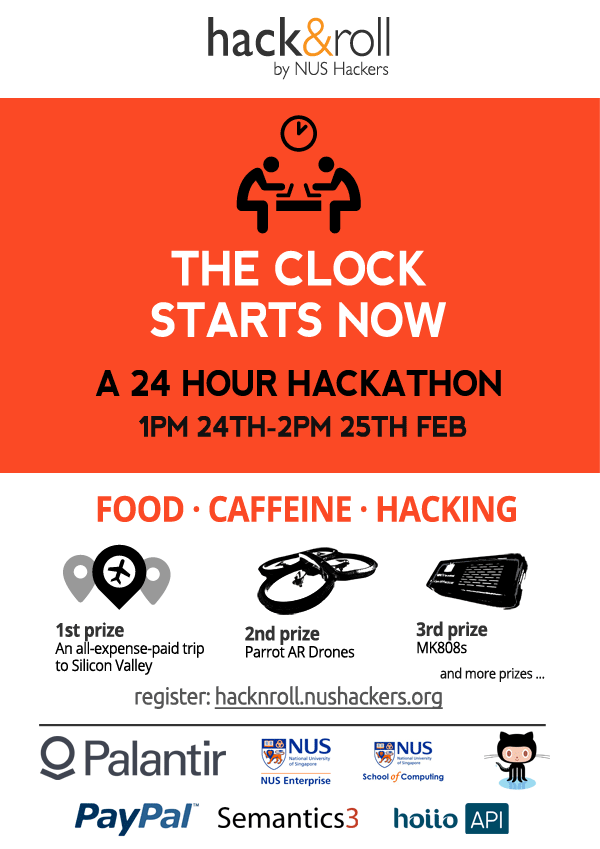 hack&roll
by NUS Hackers
THE CLOCK
STARTS NOW
A 24 HOUR HACKATHON
1PM 24TH-2PM 25TH FEB
FOOD · CAFFEINE · HACKING
1st prize
An all-expense-paid trip
to Silicon Valley
2nd prize
Parrot AR Drones
3rd prize
MK808s
and more prizes ...
register: hacknroll.nushackers.org
Palantir
NUS
National University
of Singapore
NUS Enterprise
NUS
National University
of Singapore
School of Computing
PayPal™
Semantics3
hoiio API